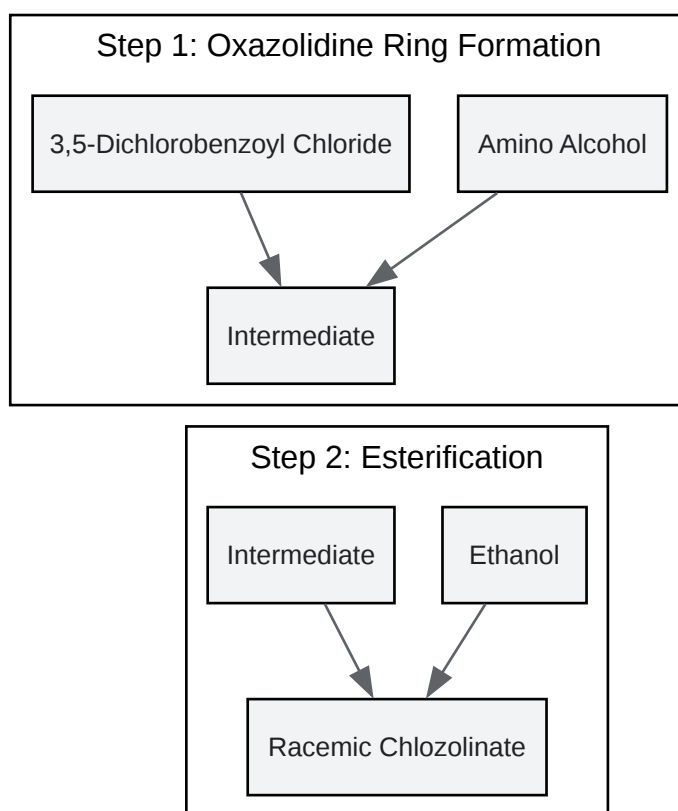 Step 1: Oxazolidine Ring Formation
3,5-Dichlorobenzoyl Chloride
Amino Alcohol
Intermediate
Step 2: Esterification
Intermediate
Ethanol
Racemic Chlozolinate